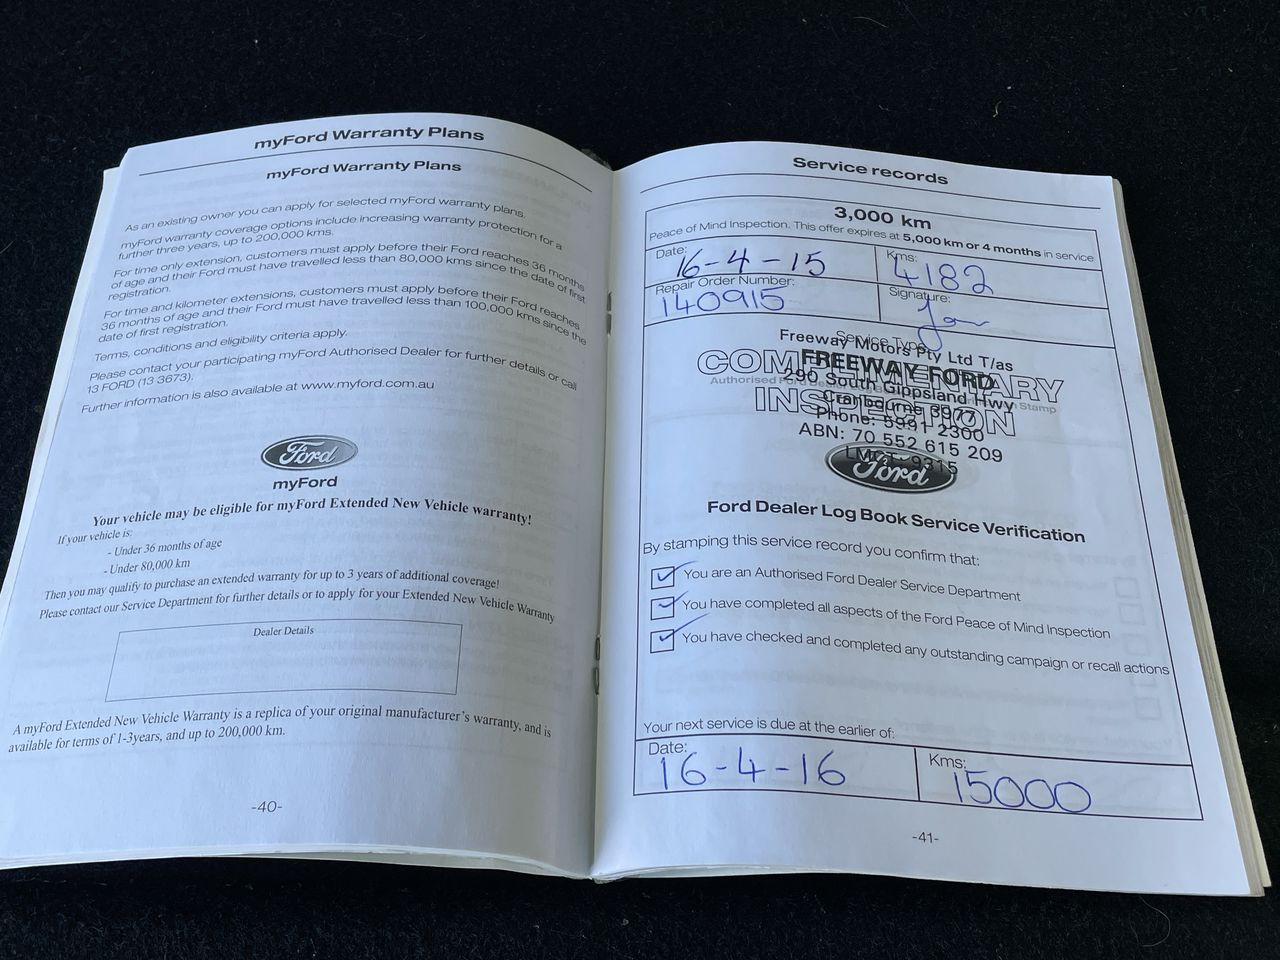 myFord Warranty Plans
myFord Warranty Plans
As an existing owner you can apply for selected myFord warranty plans.
myFord warranty coverage options include increasing warranty protection for a
further three years, up to 200,000 kms.
For time only extension, customers must apply before their Ford reaches 36 months
of age and their Ford must have travelled less than 80,000 kms since the date of first
registration.
For time and kilometer extensions, customers must apply before their Ford reaches
36 months of age and their Ford must have travelled less than 100,000 kms since the
date of first registration.
Terms, conditions and eligibility criteria apply.
Please contact your participating myFord Authorised Dealer for further details or call
13 FORD (13 3673).
Further information is also available at www.myford.com.au
Ford
myFord
Your vehicle may be eligible for myFord Extended New Vehicle warranty!
If your vehicle is:
- Under 36 months of age
- Under 80,000 km
Then you may qualify to purchase an extended warranty for up to 3 years of additional coverage!
Please contact our Service Department for further details or to apply for your Extended New Vehicle Warranty
Dealer Details
A myFord Extended New Vehicle Warranty is a replica of your original manufacturer's warranty, and is
available for terms of 1-3years, and up to 200,000 km.
-40-
Service records
3,000 km
Peace of Mind Inspection. This offer expires at 5,000 km or 4 months in service
Date: 16-4-15
Kms: 4182
Repair Order Number: 140915
Signature:
Service Type
Freeway Motors Pty Ltd T/as
FREEWAY FORD
COMPLIMENTARY
290 South Gippsland Hwy
Authorised Ford Stamp
Cranbourne 3977
INSPECTION
Phone: 5991 2300
ABN: 70 552 615 209
LMCT 9315
Ford
Ford Dealer Log Book Service Verification
By stamping this service record you confirm that:
You are an Authorised Ford Dealer Service Department
You have completed all aspects of the Ford Peace of Mind Inspection
You have checked and completed any outstanding campaign or recall actions
Your next service is due at the earlier of:
Date: 16-4-16
Kms: 15000
-41-